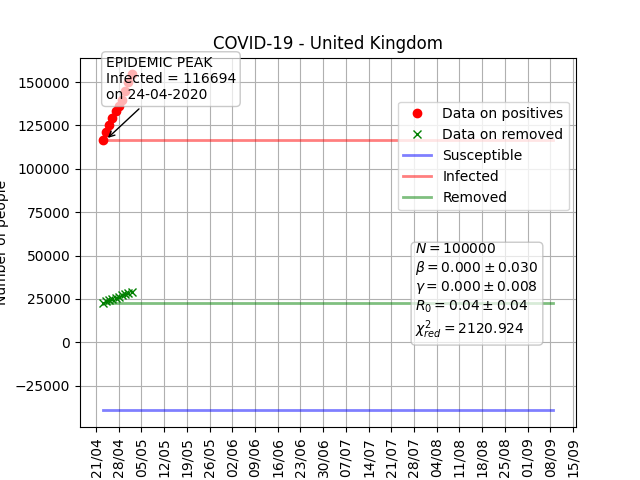 COVID-19 - United Kingdom
EPIDEMIC PEAK
Infected = 116694
on 24-04-2020
Data on positives
Data on removed
Susceptible
Infected
Removed
N = 100000
β = 0.000 ± 0.030
γ = 0.000 ± 0.008
R₀ = 0.04 ± 0.04
χ²_red = 2120.924
Number of people
150000
125000
100000
75000
50000
25000
0
−25000
21/04
28/04
05/05
12/05
19/05
26/05
02/06
09/06
16/06
23/06
30/06
07/07
14/07
21/07
28/07
04/08
11/08
18/08
25/08
01/09
08/09
15/09